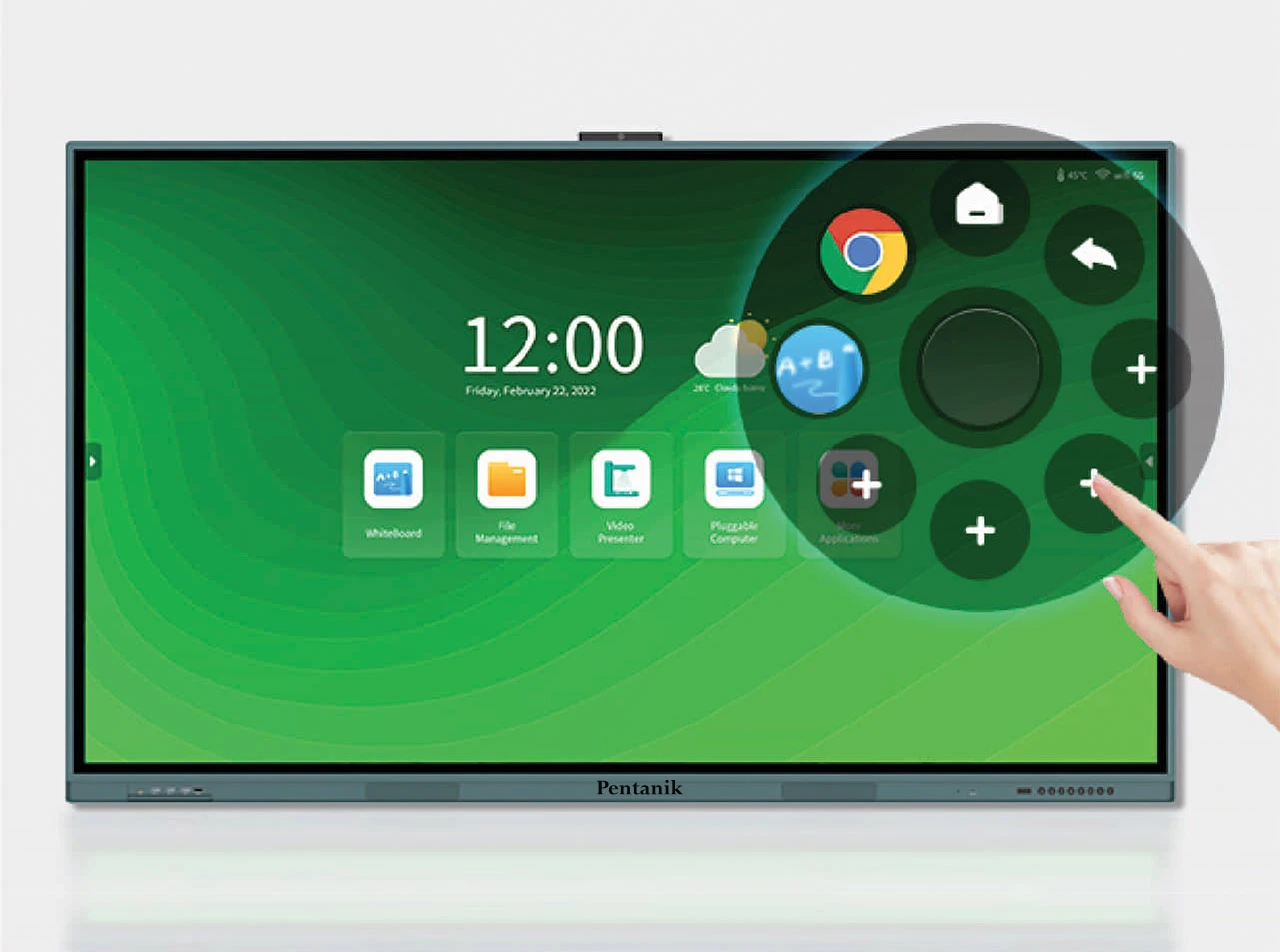 45°C
5G
12:00
Friday, February 22, 2022
26°C Cloudy Sunny
A+B
WhiteBoard
File
Management
Video
Presenter
Pluggable
Computer
More
Applications
Pentanik